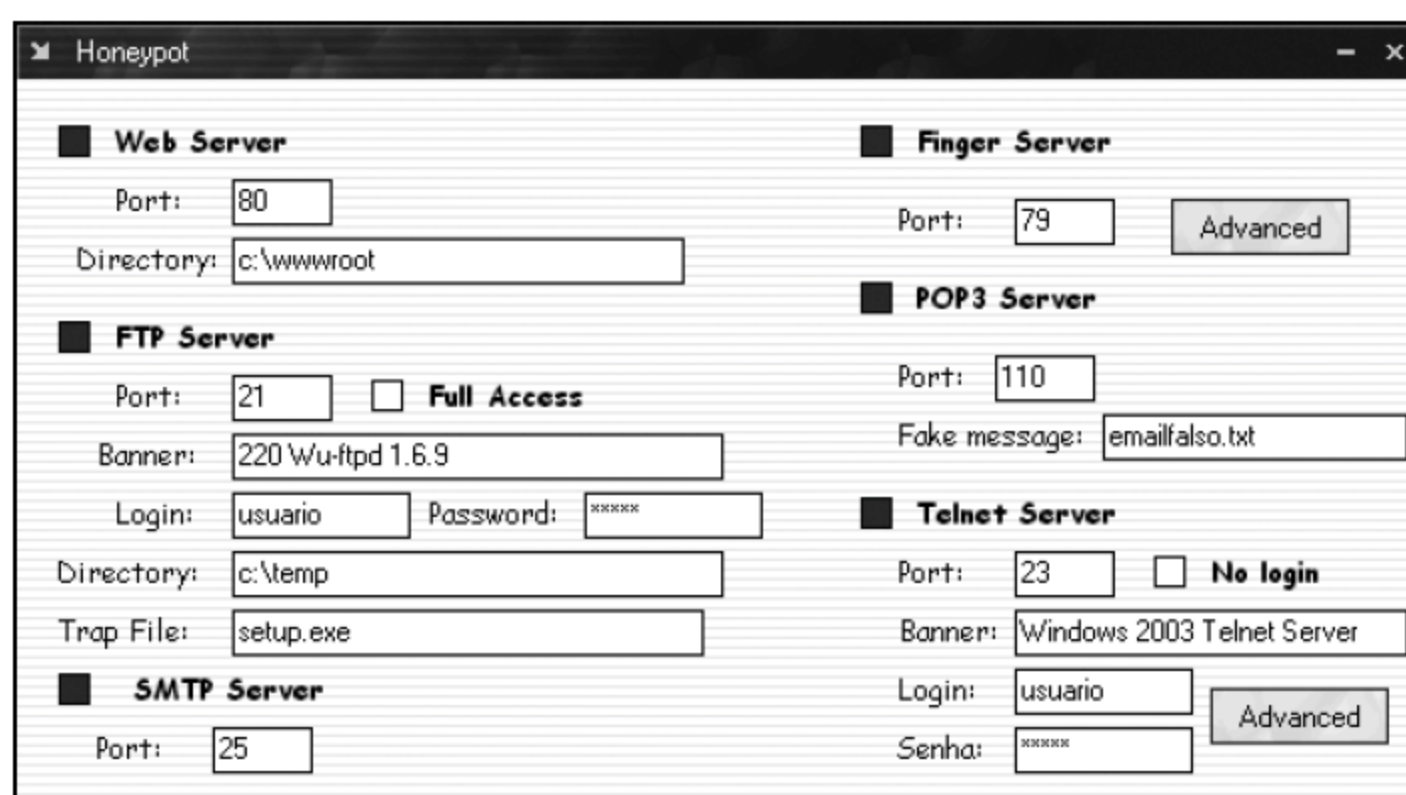 Honeypot
Web Server
Port: 80
Directory: c:\wwwroot
FTP Server
Port: 21 Full Access
Banner: 220 Wu-ftpd 1.6.9
Login: usuario Password: xxxxx
Directory: c:\temp
Trap File: setup.exe
SMTP Server
Port: 25
Finger Server
Port: 79 Advanced
POP3 Server
Port: 110
Fake message: emailfalso.txt
Telnet Server
Port: 23 No login
Banner: Windows 2003 Telnet Server
Login: usuario
Advanced
Senha: xxxxx